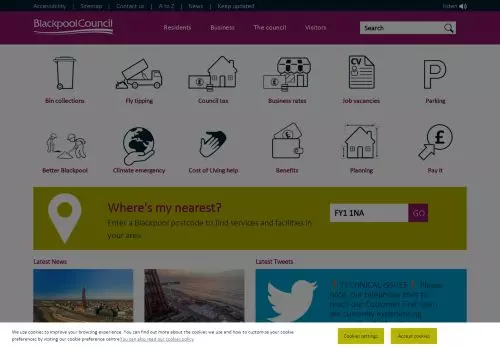 Accessibility | Sitemap | Contact us | A to Z | News | Keep updated
listen
BlackpoolCouncil
Residents Business The council Visitors
Search
Bin collections Fly tipping Council tax Business rates Job vacancies Parking
CV
Better Blackpool Climate emergency Cost of Living help Benefits Planning Pay it
Where's my nearest?
Enter a Blackpool postcode to find services and facilities in
your area
FY1 1NA GO
Latest News Latest Tweets
TECHNICAL ISSUES Please
note, our telephone lines to
reach our Customer First team
are currently experiencing
We use cookies to improve your browsing experience. You can find out more about the cookies we use and how to customise your cookie
preferences by visiting our cookie preference centre You can also read our cookies policy
Cookies settings Accept cookies